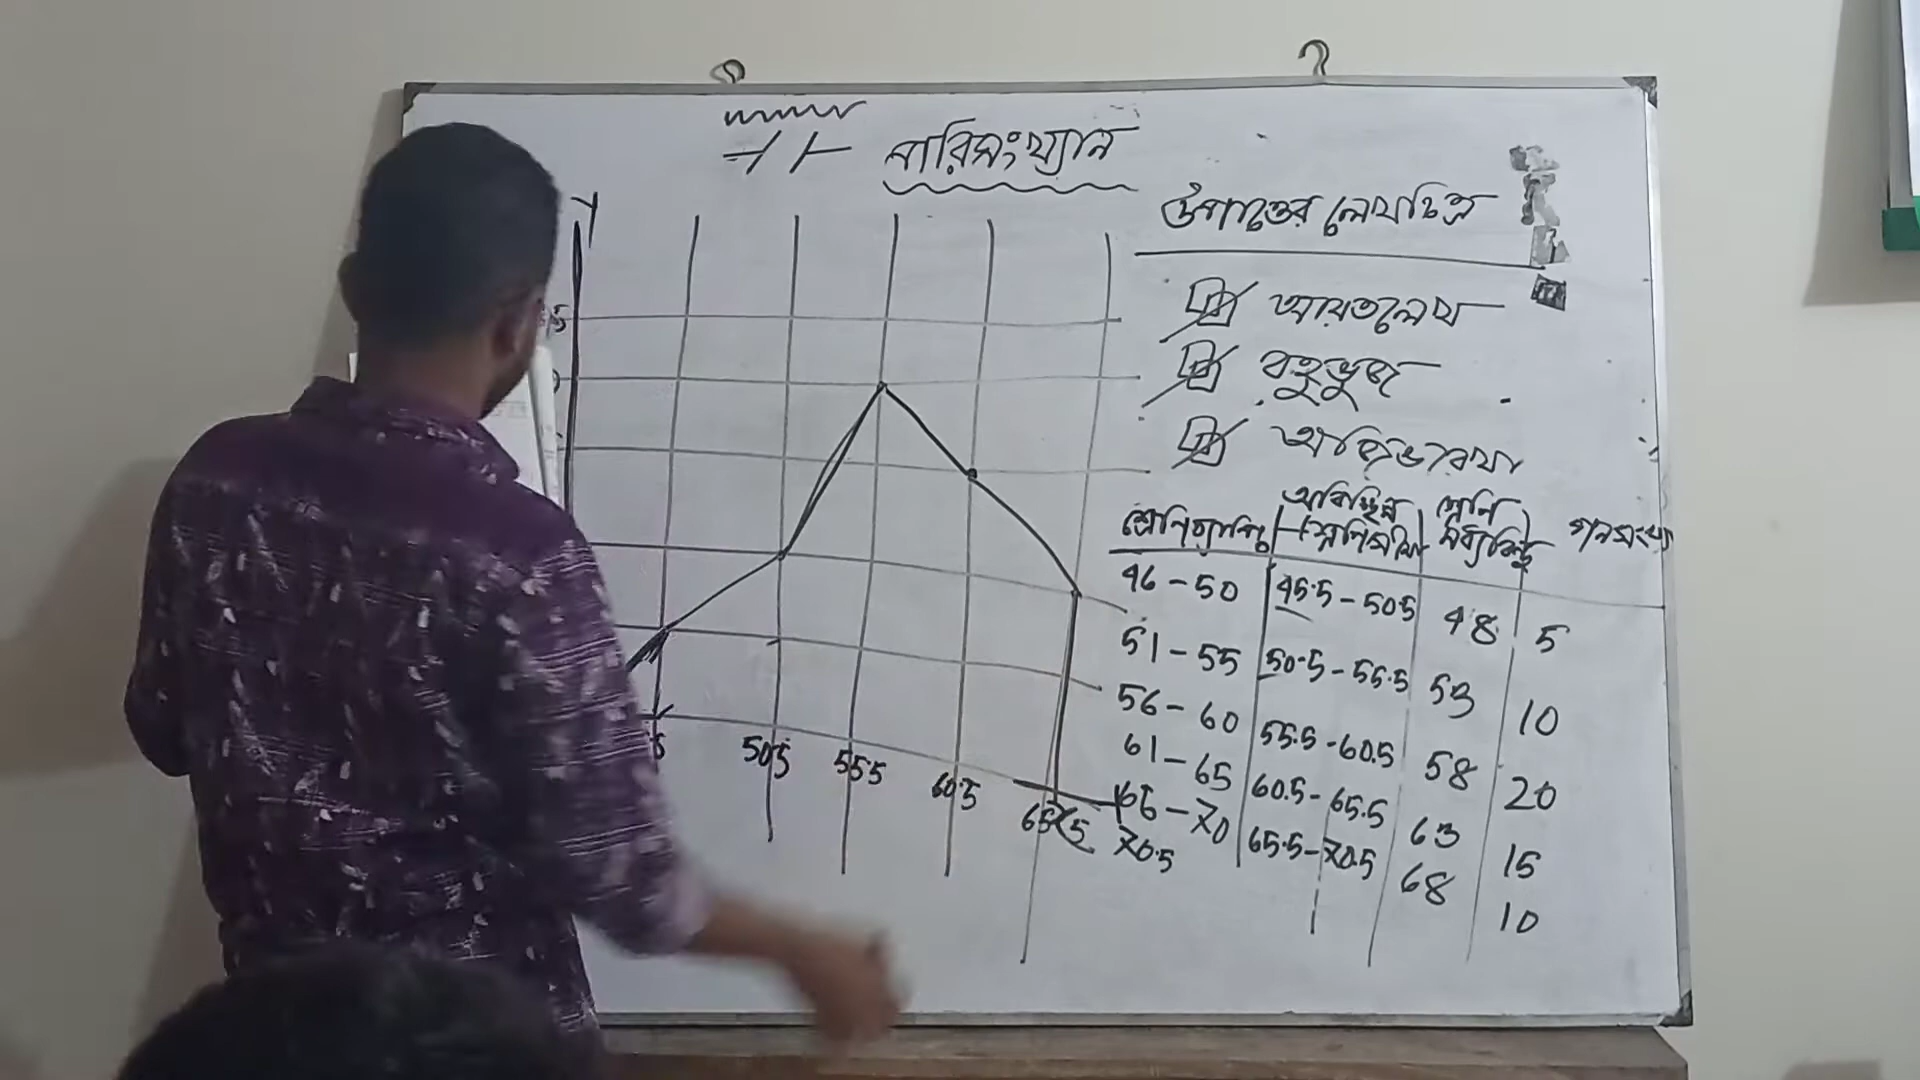 পরিসংখ্যান
উপাত্তের লেখচিত্র
আয়তলেখ
বহুভুজ
অজিভরেখা
শ্রেণিব্যাপ্তি অবিচ্ছিন্ন শ্রেণিসীমা শ্রেণি মধ্যবিন্দু গনসংখ্যা
46 - 50 45.5 - 50.5 48 5
51 - 55 50.5 - 55.5 53 10
56 - 60 55.5 - 60.5 58 20
61 - 65 60.5 - 65.5 63 15
66 - 70 65.5 - 70.5 68 10
Y
50.5 55.5 60.5 65.5 70.5